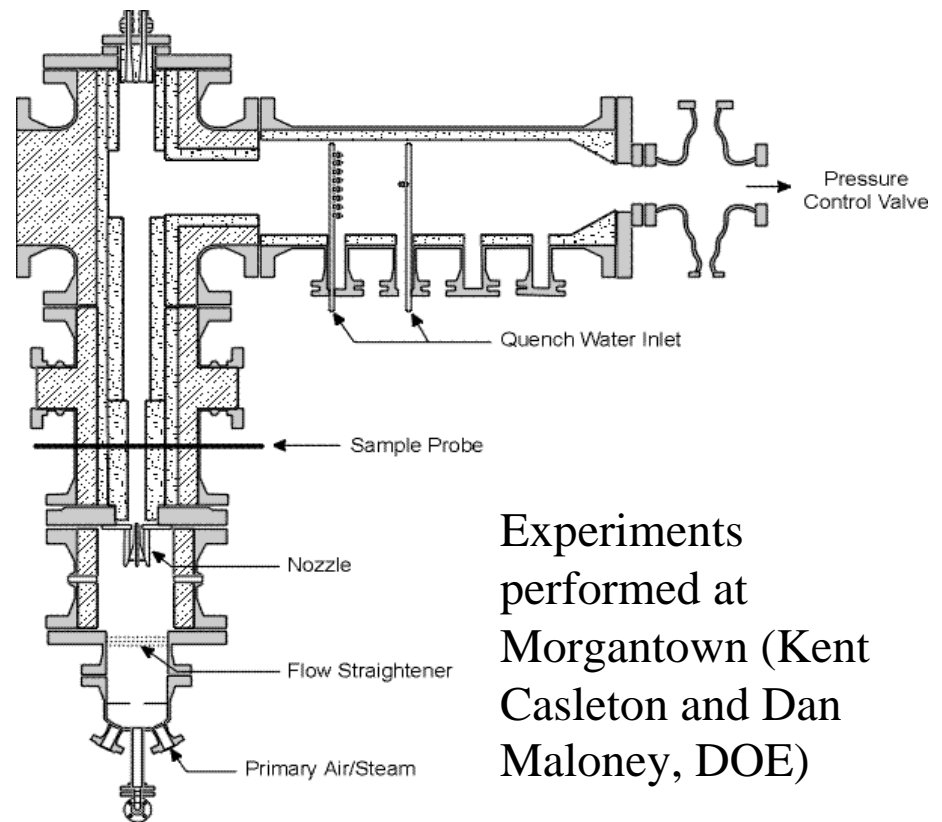 Pressure
Control Valve
Quench Water Inlet
Sample Probe
Nozzle
Experiments
performed at
Morgantown (Kent
Casleton and Dan
Maloney, DOE)
Flow Straightener
Primary Air/Steam